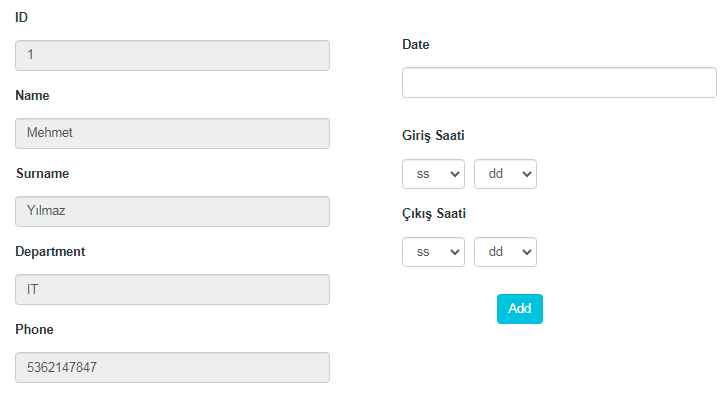 ID
1
Name
Mehmet
Surname
Yılmaz
Department
IT
Phone
5362147847
Date
Giriş Saati
ss dd
Çıkış Saati
ss dd
Add